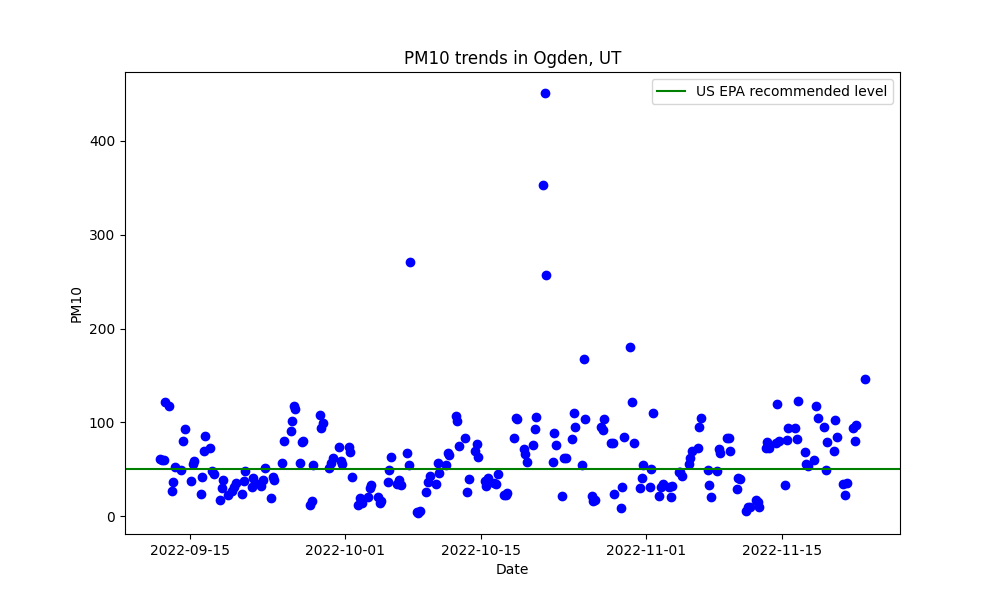 PM10 trends in Ogden, UT
US EPA recommended level
400
300
200
100
0
PM10
2022-09-15
2022-10-01
2022-10-15
2022-11-01
2022-11-15
Date